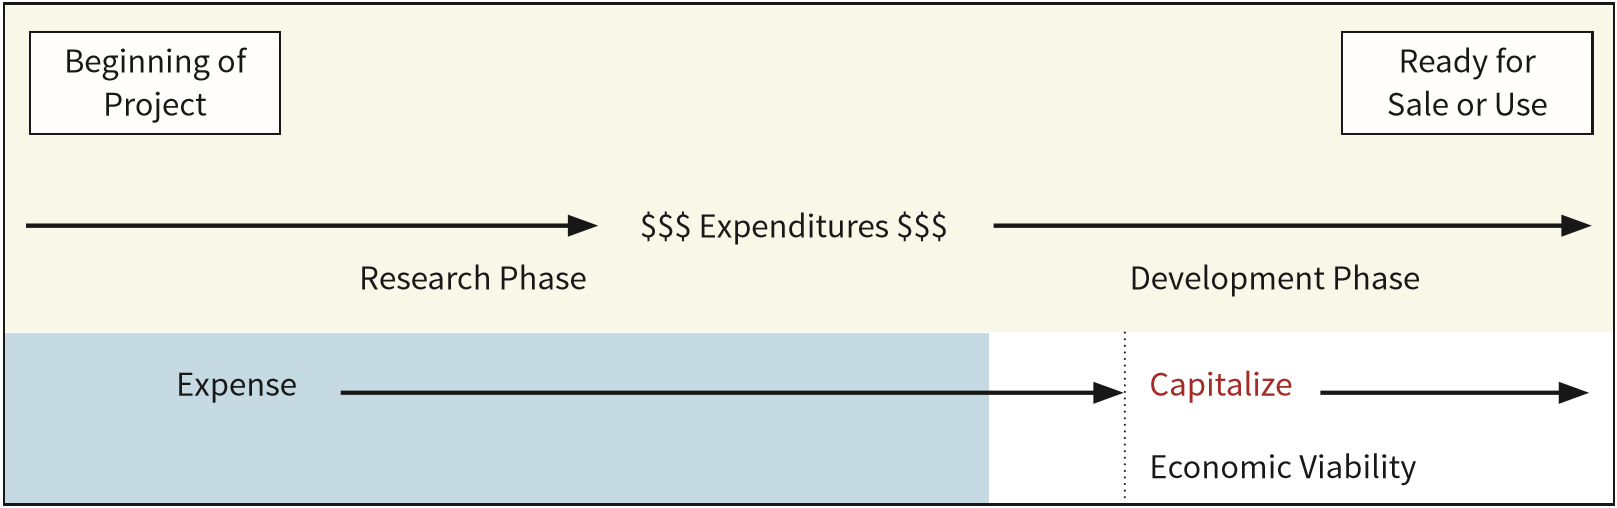 Beginning of
Project
Ready for
Sale or Use
$$$ Expenditures $$$
Research Phase
Development Phase
Expense
Capitalize
Economic Viability